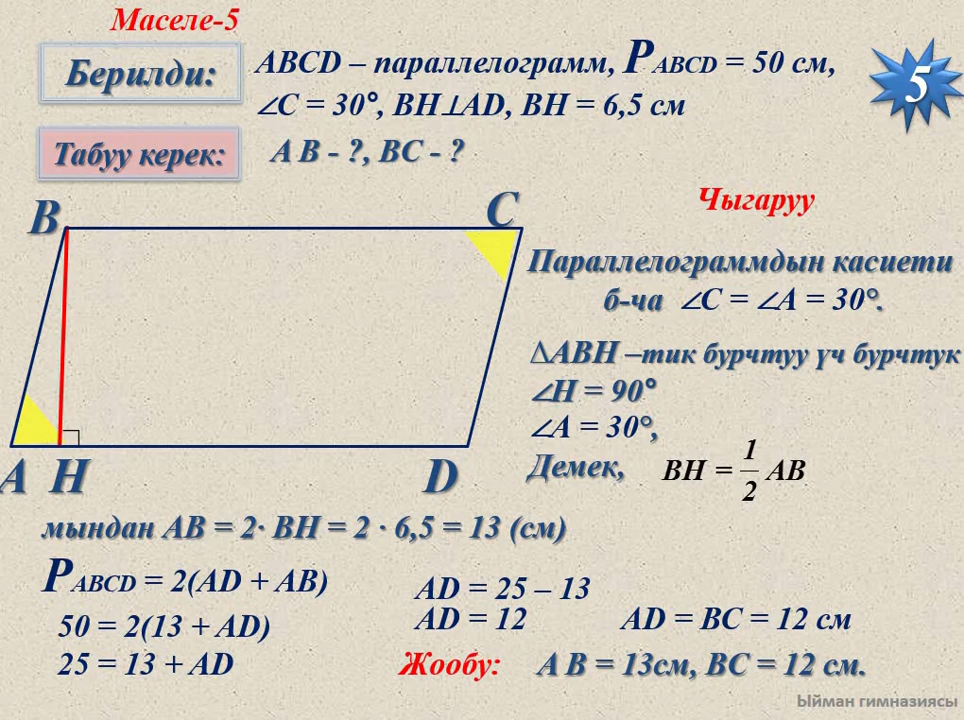 Маселе-5
Берилди:
ABCD – параллелограмм, PABCD = 50 см,
∠C = 30°, BH⊥AD, BH = 6,5 см
5
Табуу керек:
A B - ?, BC - ?
B
C
Чыгаруу
Параллелограммдын касиети
б-ча ∠C = ∠A = 30°.
∆ABH –тик бурчтуу үч бурчтук
∠H = 90°
∠A = 30°,
A H
D
Демек, BH = 1/2 AB
мындан AB = 2· BH = 2 · 6,5 = 13 (см)
PABCD = 2(AD + AB)
50 = 2(13 + AD)
25 = 13 + AD
AD = 25 – 13
AD = 12
AD = BC = 12 см
Жообу: A B = 13см, BC = 12 см.
Ыйман гимназиясы